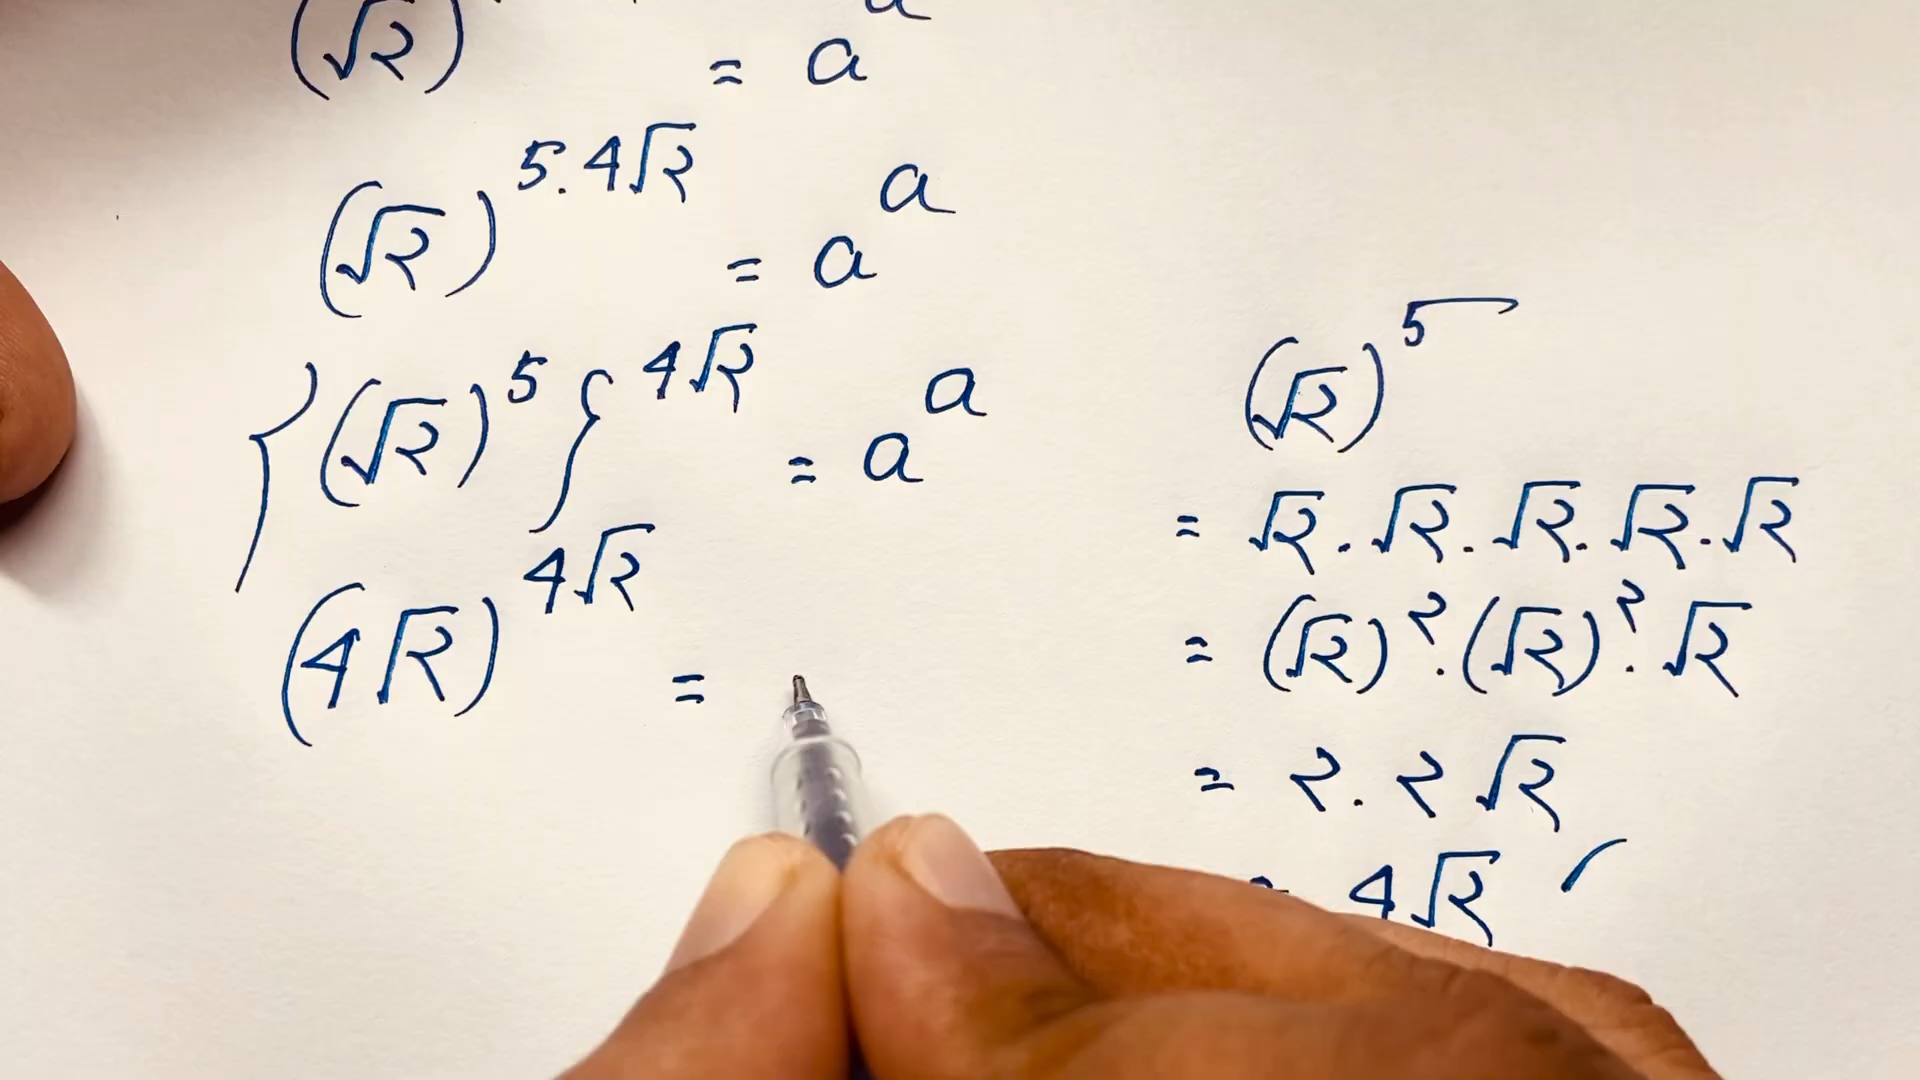 (√2) = a^a
(√2)^{5.4√2} = a^a
{(√2)^5}^{4√2} = a^a
(4√2)^{4√2} =
(√2)^5
= √2.√2.√2.√2.√2
= (√2)^2.(√2)^2.√2
= 2.2√2
= 4√2